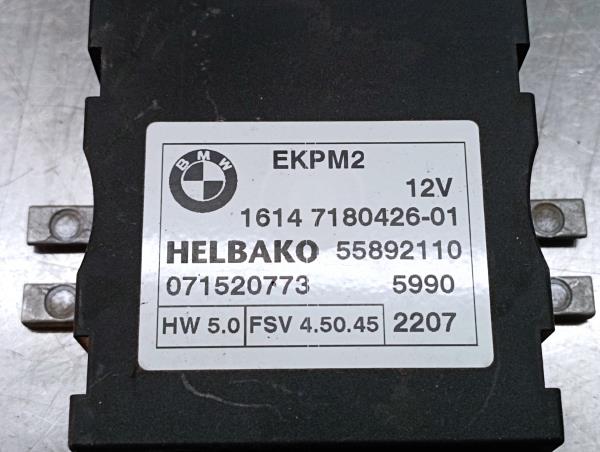 BMW
EKPM2
12V
1614 7180426-01
HELBAKO 55892110
071520773 5990
HW 5.0 FSV 4.50.45 2207